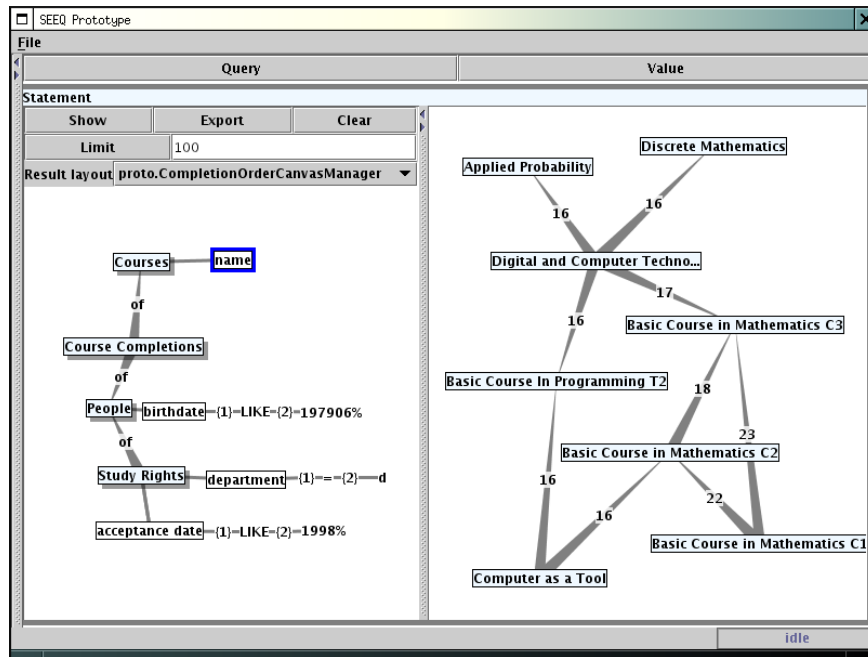 SEEQ Prototype
File
Query Value
Statement
Show Export Clear
Limit 100
Result layout proto.CompletionOrderCanvasManager
Courses name
of
Course Completions
of
People birthdate {1}=LIKE={2} 197906%
of
Study Rights department {1}==={2} d
acceptance date {1}=LIKE={2} 1998%
Discrete Mathematics
Applied Probability
16
16
Digital and Computer Techno...
17
16
Basic Course in Mathematics C3
Basic Course In Programming T2
18
23
Basic Course in Mathematics C2
16
22
16
Basic Course in Mathematics C1
Computer as a Tool
idle